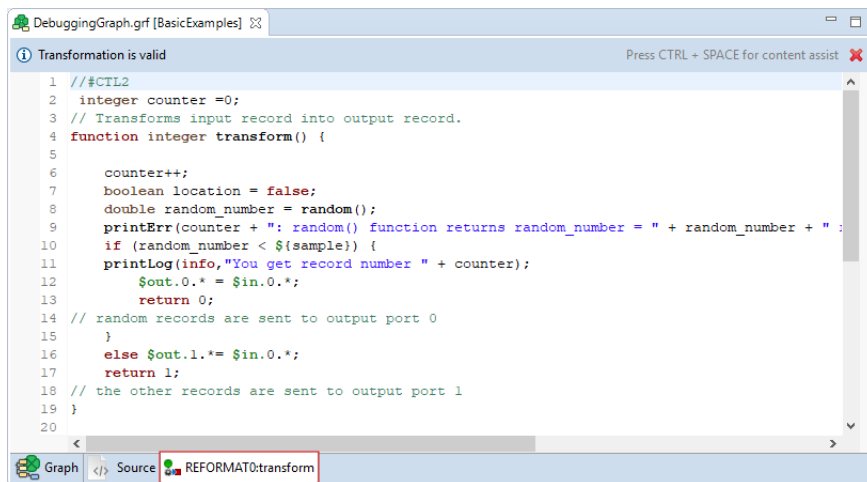 DebuggingGraph.grf [BasicExamples]
Transformation is valid Press CTRL + SPACE for content assist
1 //#CTL2
2 integer counter =0;
3 // Transforms input record into output record.
4 function integer transform() {
5
6 counter++;
7 boolean location = false;
8 double random_number = random();
9 printErr(counter + ": random() function returns random_number = " + random_number + "
10 if (random_number < ${sample}) {
11 printLog(info,"You get record number " + counter);
12 $out.0.* = $in.0.*;
13 return 0;
14 // random records are sent to output port 0
15 }
16 else $out.1.*= $in.0.*;
17 return 1;
18 // the other records are sent to output port 1
19 }
20
Graph </> Source REFORMAT0:transform